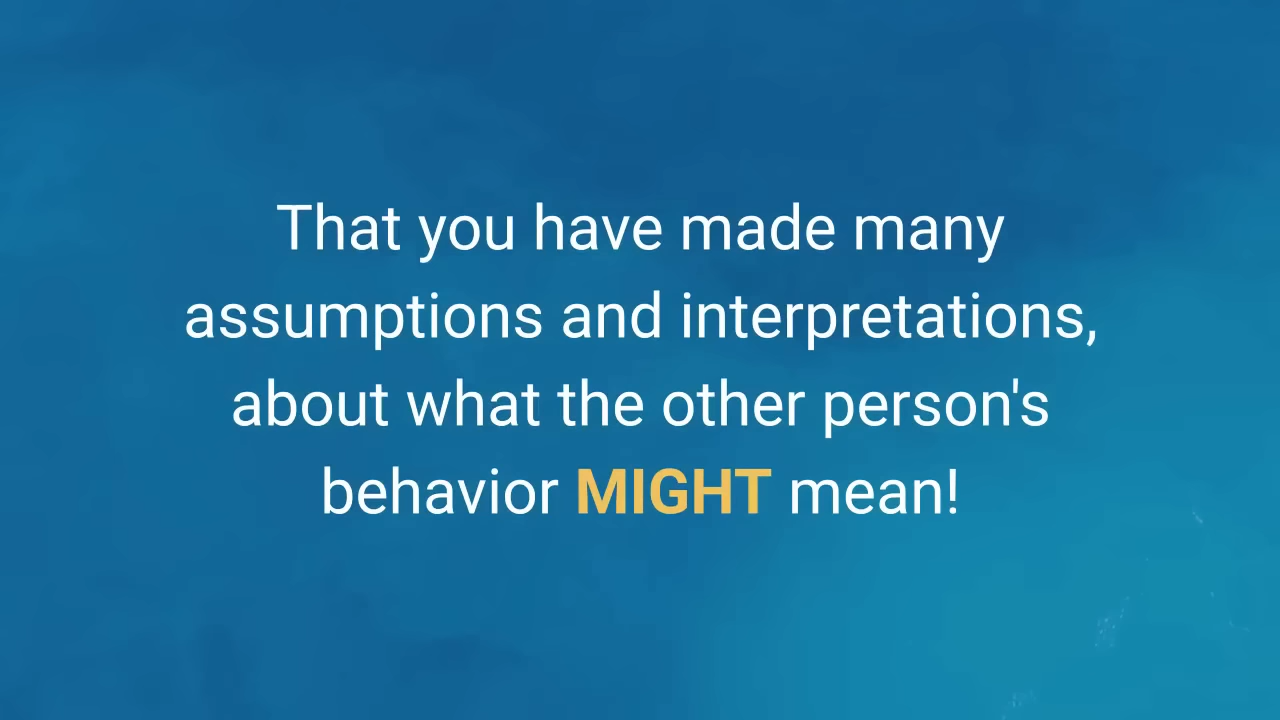 That you have made many
assumptions and interpretations,
about what the other person's
behavior MIGHT mean!